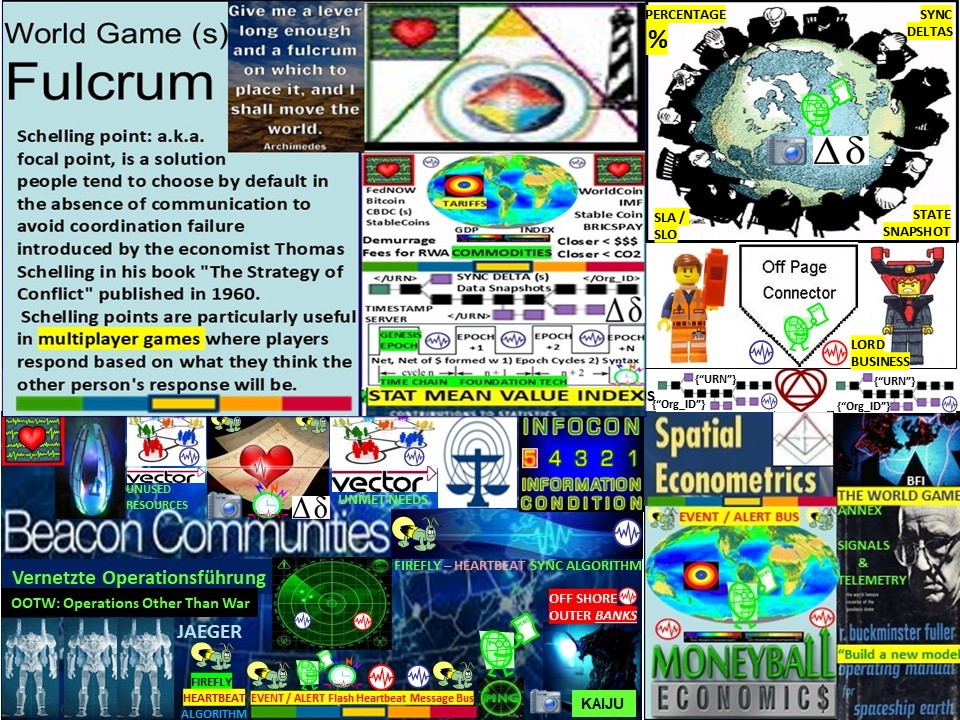 World Game (s)
Fulcrum
Schelling point: a.k.a.
focal point, is a solution
people tend to choose by default in
the absence of communication to
avoid coordination failure
introduced by the economist Thomas
Schelling in his book "The Strategy of
Conflict" published in 1960.
Schelling points are particularly useful
in multiplayer games where players
respond based on what they think the
other person's response will be.
Give me a lever
long enough
and a fulcrum
on which to
place it, and I
shall move the
world.
Archimedes
FedNOW
Bitcoin
CBDC (s)
StableCoins
TARIFFS
WorldCoin
IMF
Stable Coin
BRICSPAY
GDP INDEX
Demurrage
Closer < $$$
Fees for RWA COMMODITIES Closer < CO2
</URN> SYNC DELTA (s) </Org_ID>
Data Snapshots
TIMESTAMP
SERVER
</URN>
Δδ
GENESIS
EPOCH
EPOCH
+1
EPOCH
+2
EPOCH
+N
Net, Net of $ formed w 1) Epoch Cycles 2) Syntax
cycle n n + 1 n + 2
TIME CHAIN FOUNDATION TECH
STAT MEAN VALUE INDEX
CONTRIBUTIONS TO STATISTICS
PERCENTAGE
%
SYNC
DELTAS
Δδ
SLA /
SLO
STATE
SNAPSHOT
Off Page
Connector
LORD
BUSINESS
{"URN"}
{"Org_ID"}
{"URN"}
{"Org_ID"}
S
vector
UNUSED
RESOURCES
Δδ
vector
UNMET NEEDS
INFOCON
5 4 3 2 1
INFORMATION
CONDITION
Beacon Communities
Vernetzte Operationsführung
OOTW: Operations Other Than War
JAEGER
FIREFLY
HEARTBEAT
ALGORITHM
FIREFLY – HEARTBEAT SYNC ALGORITHM
OFF SHORE
OUTER BANKS
EVENT / ALERT Flash Heartbeat Message Bus
KAIJU
Spatial
Econometrics
EVENT / ALERT BUS
MONEYBALL
ECONOMIC$
BFI
THE WORLD GAME
ANNEX
SIGNALS
&
TELEMETRY
r. buckminster fuller
"Build a new model
operating manual
for
spaceship earth